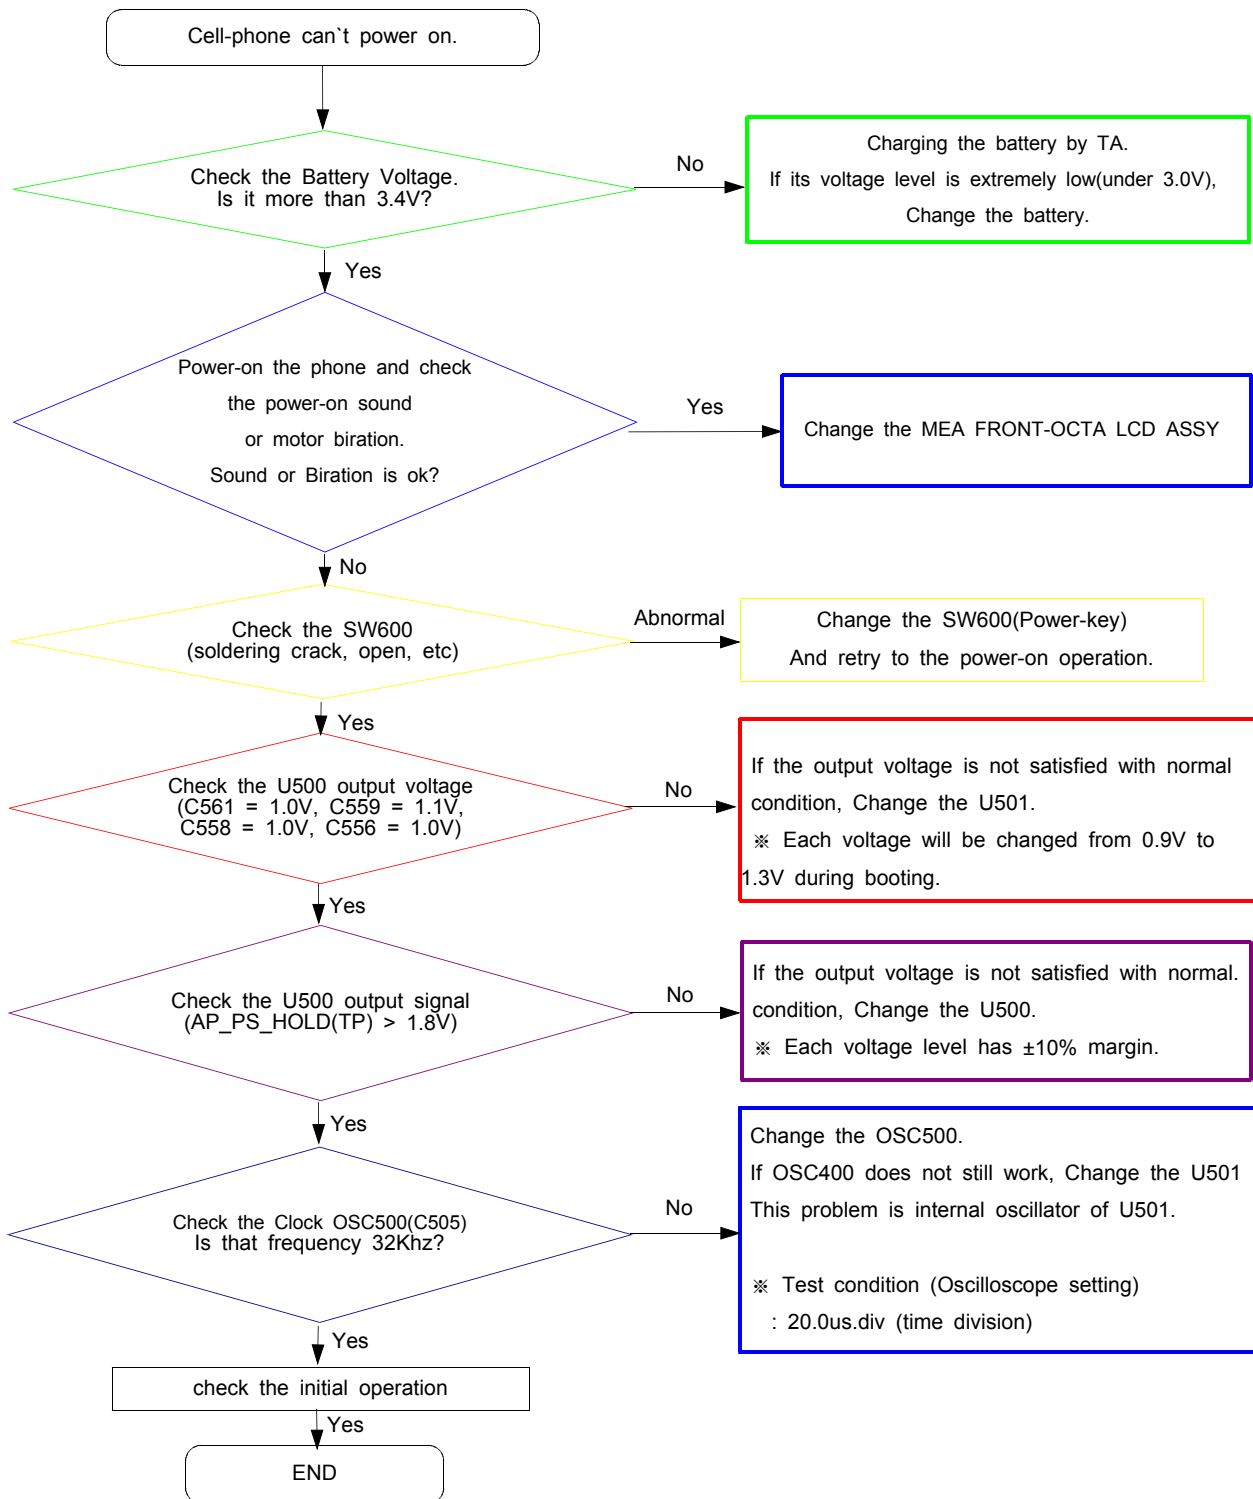 Cell-phone can`t power on.
Check the Battery Voltage.
Is it more than 3.4V?
No
Charging the battery by TA.
If its voltage level is extremely low(under 3.0V),
Change the battery.
Yes
Power-on the phone and check
the power-on sound
or motor biration.
Sound or Biration is ok?
Yes
Change the MEA FRONT-OCTA LCD ASSY
No
Check the SW600
(soldering crack, open, etc)
Abnormal
Change the SW600(Power-key)
And retry to the power-on operation.
Yes
Check the U500 output voltage
(C561 = 1.0V, C559 = 1.1V,
C558 = 1.0V, C556 = 1.0V)
No
If the output voltage is not satisfied with normal
condition, Change the U501.
※ Each voltage will be changed from 0.9V to
1.3V during booting.
Yes
Check the U500 output signal
(AP_PS_HOLD(TP) > 1.8V)
No
If the output voltage is not satisfied with normal.
condition, Change the U500.
※ Each voltage level has ±10% margin.
Yes
Check the Clock OSC500(C505)
Is that frequency 32Khz?
No
Change the OSC500.
If OSC400 does not still work, Change the U501
This problem is internal oscillator of U501.
※ Test condition (Oscilloscope setting)
: 20.0us.div (time division)
Yes
check the initial operation
Yes
END